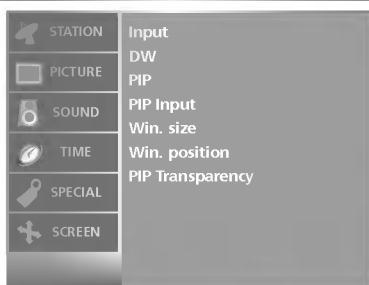 STATION
PICTURE
SOUND
TIME
SPECIAL
SCREEN
Input
DW
PIP
PIP Input
Win. size
Win. position
PIP Transparency